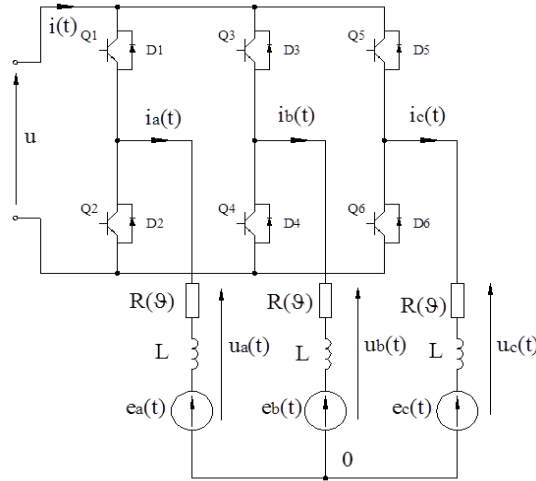 i(t)
Q1 D1 Q3 D3 Q5 D5
ia(t) ib(t) ic(t)
u
Q2 D2 Q4 D4 Q6 D6
R(ϑ) R(ϑ) R(ϑ)
L ua(t) L ub(t) L uc(t)
ea(t) eb(t) ec(t)
0